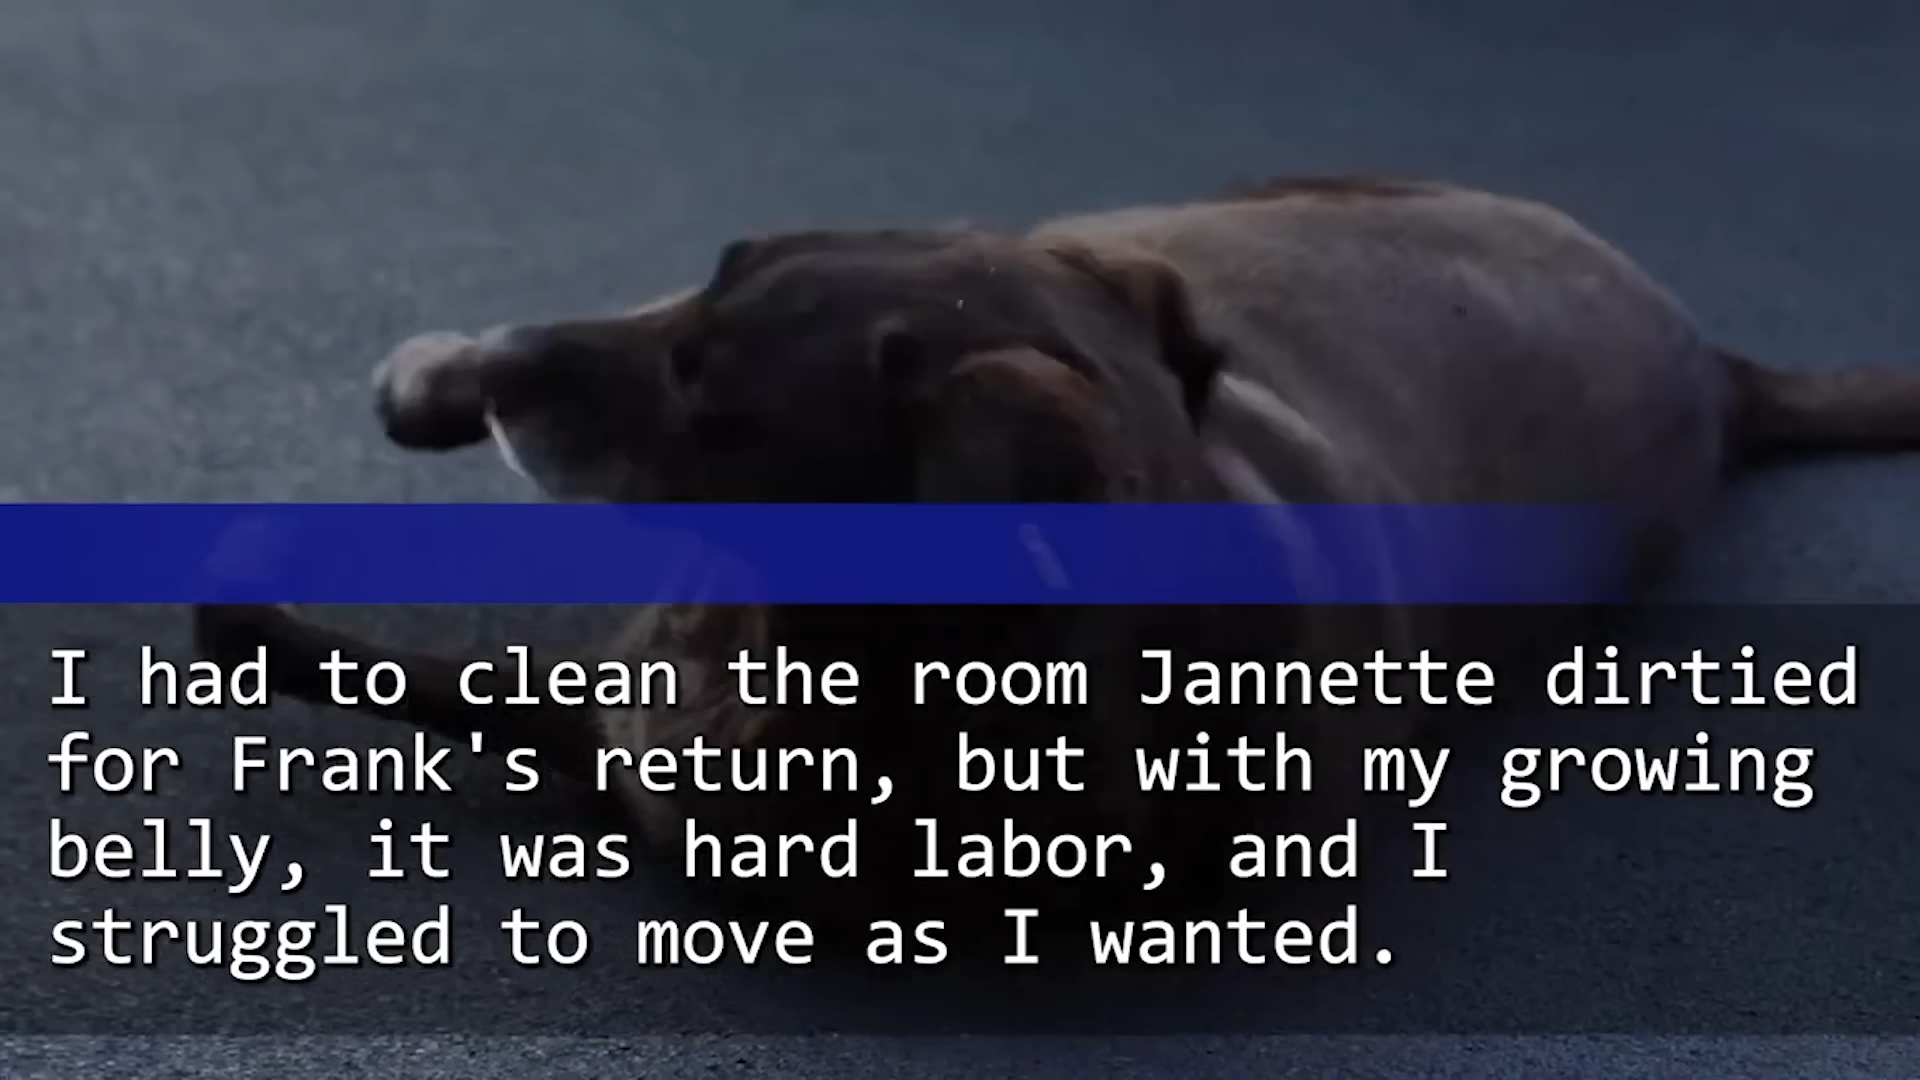 I had to clean the room Jannette dirtied
for Frank's return, but with my growing
belly, it was hard labor, and I
struggled to move as I wanted.